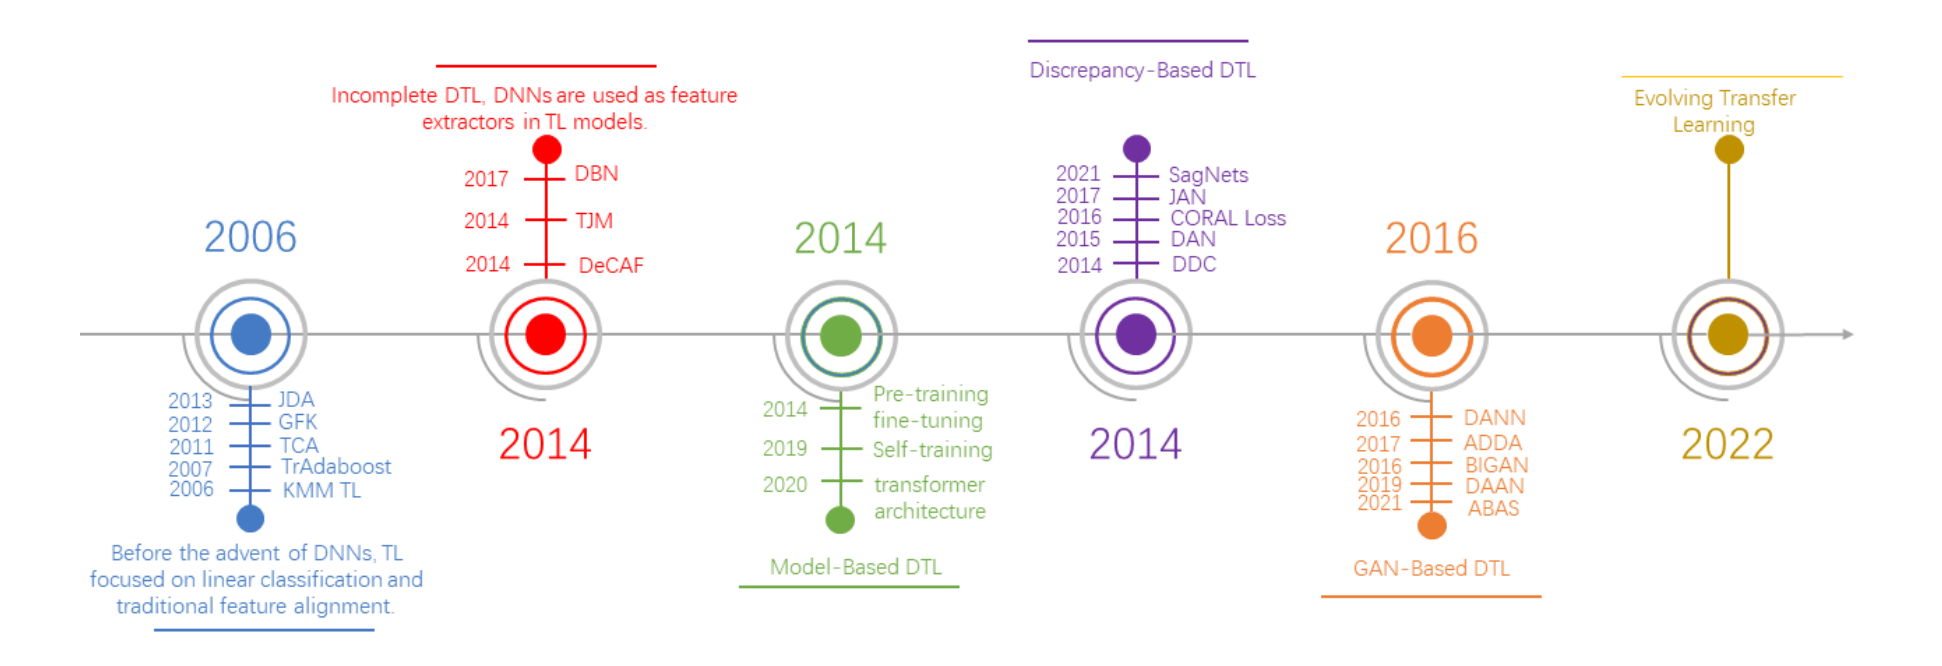 2006
2013 JDA
2012 GFK
2011 TCA
2007 TrAdaboost
2006 KMM TL
Before the advent of DNNs, TL
focused on linear classification and
traditional feature alignment.
Incomplete DTL, DNNs are used as feature
extractors in TL models.
2017 DBN
2014 TJM
2014 DeCAF
2014
2014
2014 Pre-training
fine-tuning
2019 Self-training
2020 transformer
architecture
Model-Based DTL
Discrepancy-Based DTL
2021 SagNets
2017 JAN
2016 CORAL Loss
2015 DAN
2014 DDC
2014
2016
2016 DANN
2017 ADDA
2016 BIGAN
2019 DAAN
2021 ABAS
GAN-Based DTL
Evolving Transfer
Learning
2022